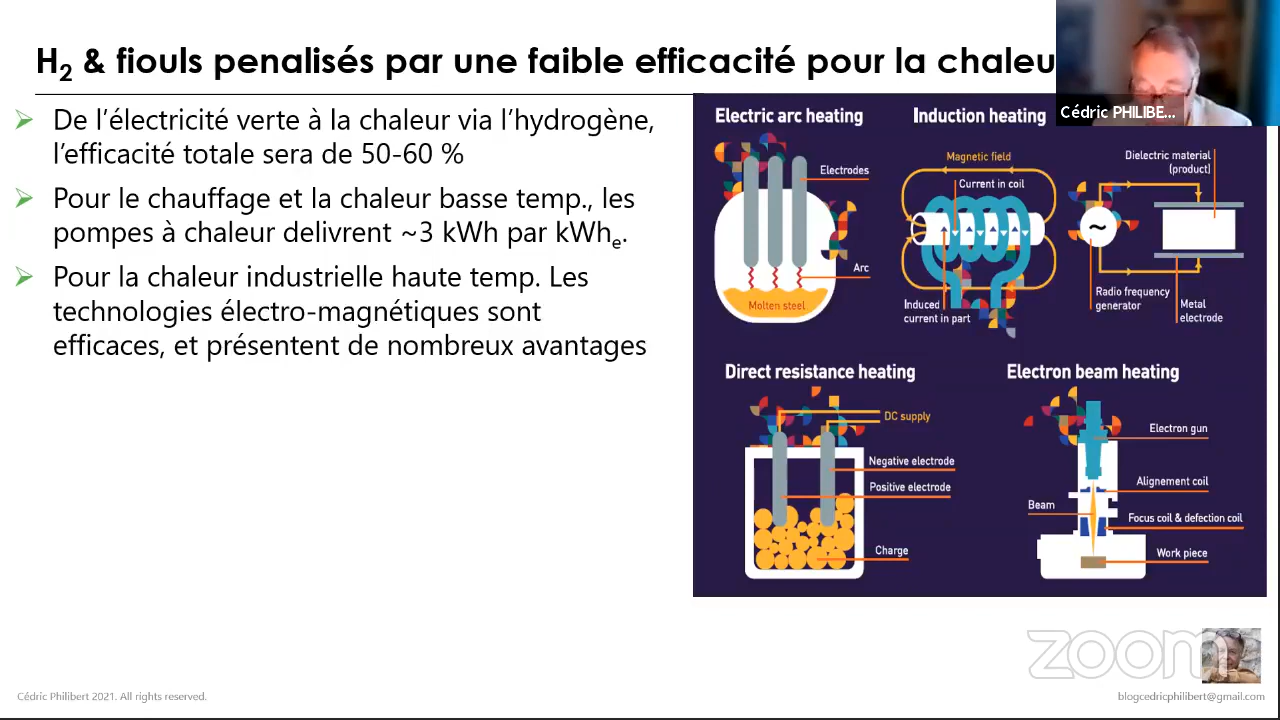 H₂ & fiouls penalisés par une faible efficacité pour la chaleu
Cédric PHILIBE...
De l'électricité verte à la chaleur via l'hydrogène,
l'efficacité totale sera de 50-60 %
Pour le chauffage et la chaleur basse temp., les
pompes à chaleur delivrent ~3 kWh par kWhₑ.
Pour la chaleur industrielle haute temp. Les
technologies électro-magnétiques sont
efficaces, et présentent de nombreux avantages
Electric arc heating
Electrodes
Arc
Molten steel
Induction heating
Magnetic field
Current in coil
Induced
current in part
Dielectric material
(product)
~
Radio frequency
generator
Metal
electrode
Direct resistance heating
DC supply
Negative electrode
Positive electrode
Charge
Electron beam heating
Electron gun
Alignement coil
Beam
Focus coil & defection coil
Work piece
zoom
Cédric Philibert 2021. All rights reserved.
blogcedricphilibert@gmail.com